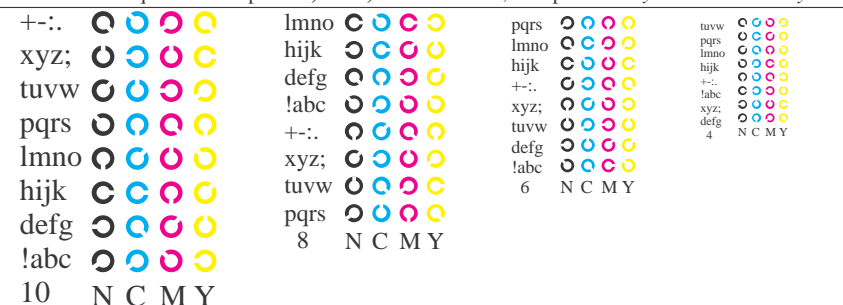 +-:.
xyz;
tuvw
pqrs
lmno
hijk
defg
!abc
10 N C M Y
lmno
hijk
defg
!abc
+-:.
xyz;
tuvw
pqrs
8 N C M Y
pqrs
lmno
hijk
+-:.
xyz;
tuvw
defg
!abc
6 N C M Y
tuvw
pqrs
lmno
hijk
+-:.
!abc
xyz;
defg
4 N C M Y